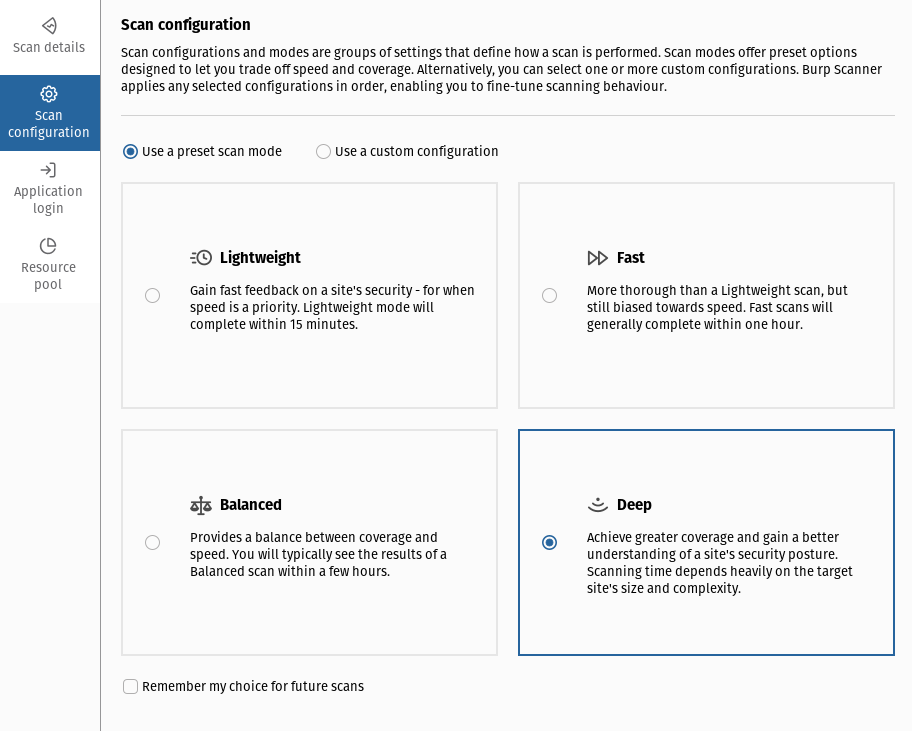 Scan details
Scan
configuration
Application
login
Resource
pool
Scan configuration
Scan configurations and modes are groups of settings that define how a scan is performed. Scan modes offer preset options
designed to let you trade off speed and coverage. Alternatively, you can select one or more custom configurations. Burp Scanner
applies any selected configurations in order, enabling you to fine-tune scanning behaviour.
Use a preset scan mode
Use a custom configuration
Lightweight
Gain fast feedback on a site's security - for when
speed is a priority. Lightweight mode will
complete within 15 minutes.
Fast
More thorough than a Lightweight scan, but
still biased towards speed. Fast scans will
generally complete within one hour.
Balanced
Provides a balance between coverage and
speed. You will typically see the results of a
Balanced scan within a few hours.
Deep
Achieve greater coverage and gain a better
understanding of a site's security posture.
Scanning time depends heavily on the target
site's size and complexity.
Remember my choice for future scans